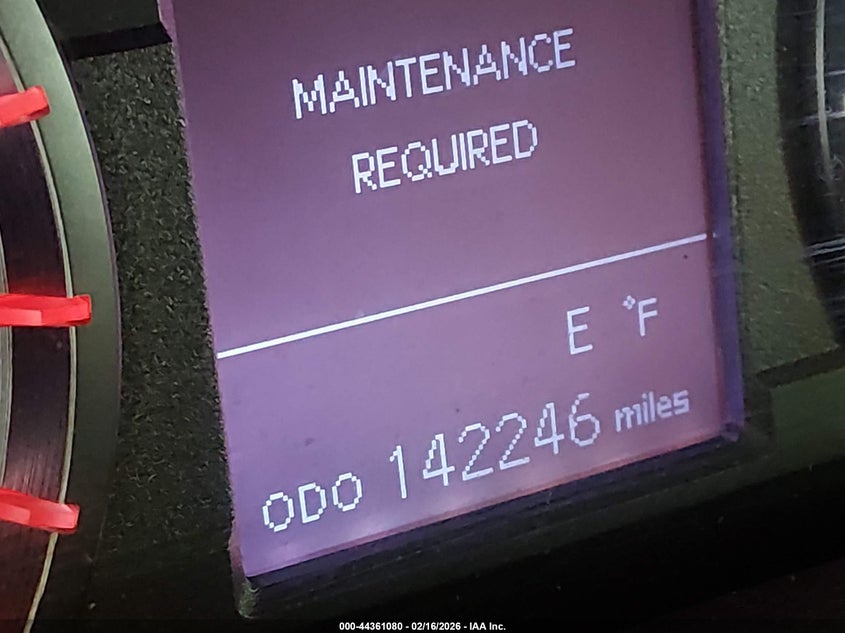 MAINTENANCE
REQUIRED
E °F
ODO 142246 miles
000-44361080 - 02/16/2026 - IAA Inc.